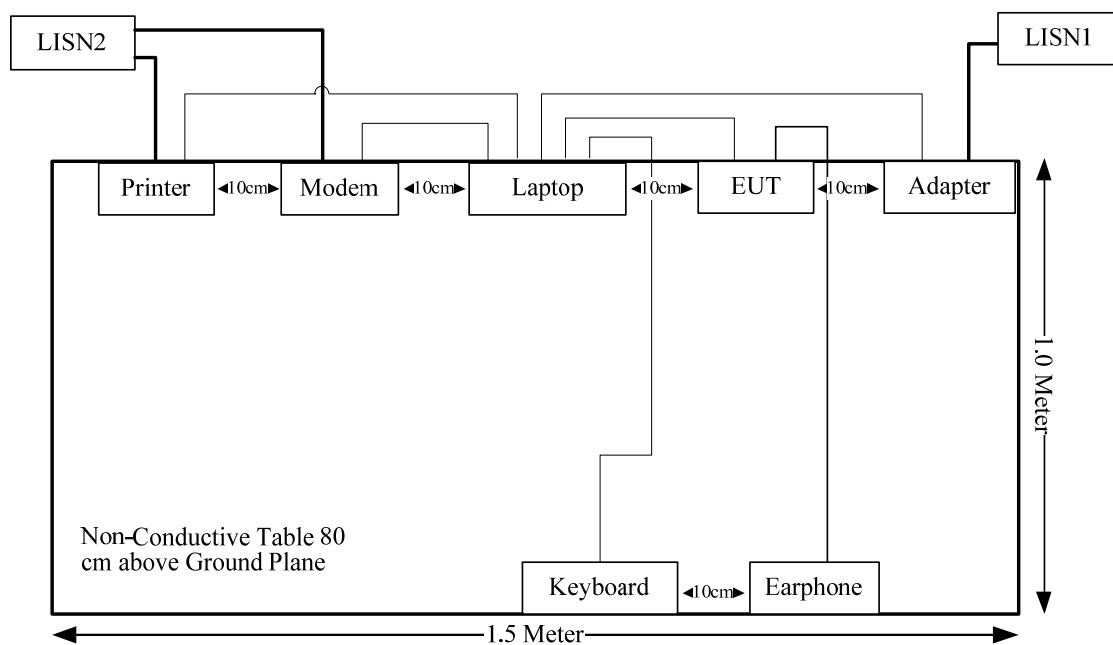 LISN2
LISN1
Printer
10cm
Modem
10cm
Laptop
10cm
EUT
10cm
Adapter
1.0 Meter
Non-Conductive Table 80
cm above Ground Plane
Keyboard
10cm
Earphone
1.5 Meter